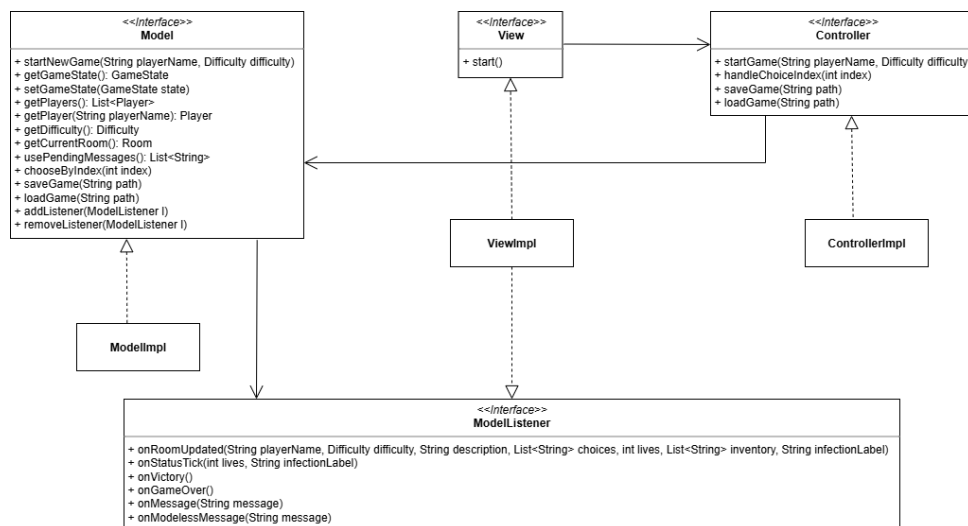 <<Interface>>
Model
+ startNewGame(String playerName, Difficulty difficulty)
+ getGameState(): GameState
+ setGameState(GameState state)
+ getPlayers(): List<Player>
+ getPlayer(String playerName): Player
+ getDifficulty(): Difficulty
+ getCurrentRoom(): Room
+ usePendingMessages(): List<String>
+ chooseByIndex(int index)
+ saveGame(String path)
+ loadGame(String path)
+ addListener(ModelListener l)
+ removeListener(ModelListener l)
<<Interface>>
View
+ start()
<<Interface>>
Controller
+ startGame(String playerName, Difficulty difficulty
+ handleChoiceIndex(int index)
+ saveGame(String path)
+ loadGame(String path)
ViewImpl
ControllerImpl
ModelImpl
<<Interface>>
ModelListener
+ onRoomUpdated(String playerName, Difficulty difficulty, String description, List<String> choices, int lives, List<String> inventory, String infectionLabel)
+ onStatusTick(int lives, String infectionLabel)
+ onVictory()
+ onGameOver()
+ onMessage(String message)
+ onModelessMessage(String message)